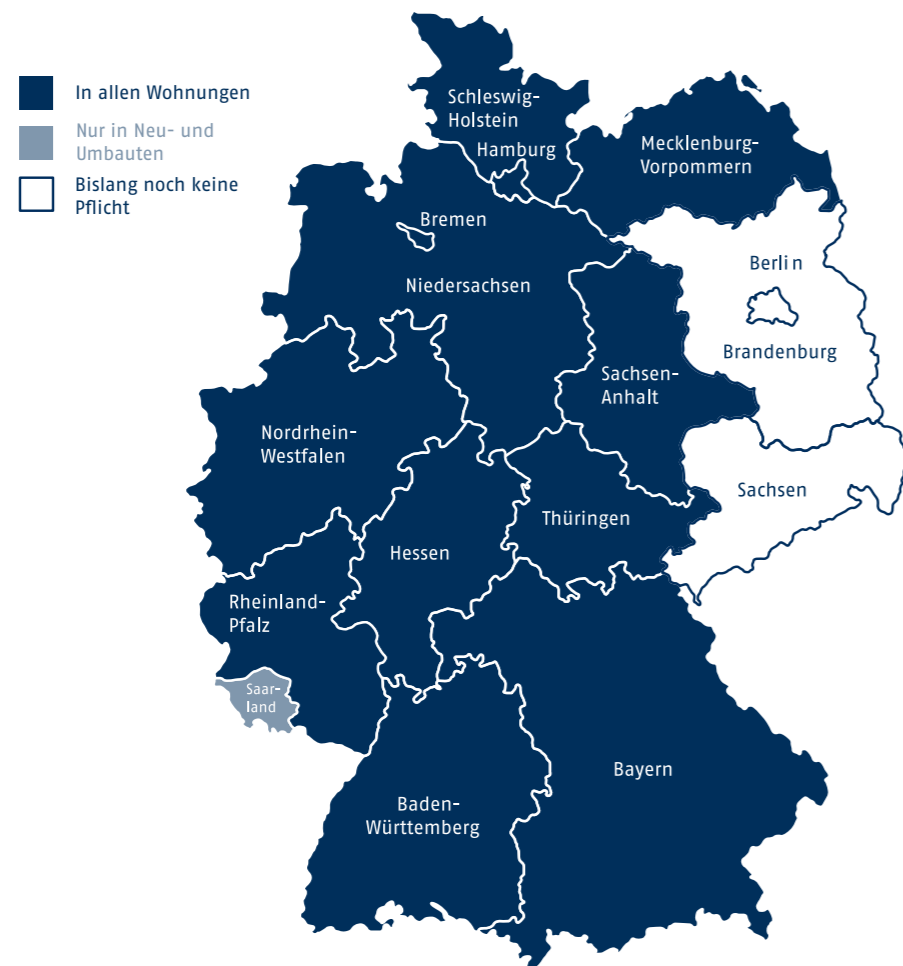 In allen Wohnungen
Nur in Neu- und
Umbauten
Bislang noch keine
Pflicht
Schleswig-
Holstein
Hamburg
Mecklenburg-
Vorpommern
Bremen
Niedersachsen
Berlin
Brandenburg
Sachsen-
Anhalt
Nordrhein-
Westfalen
Sachsen
Thüringen
Hessen
Rheinland-
Pfalz
Saar-
land
Bayern
Baden-
Württemberg